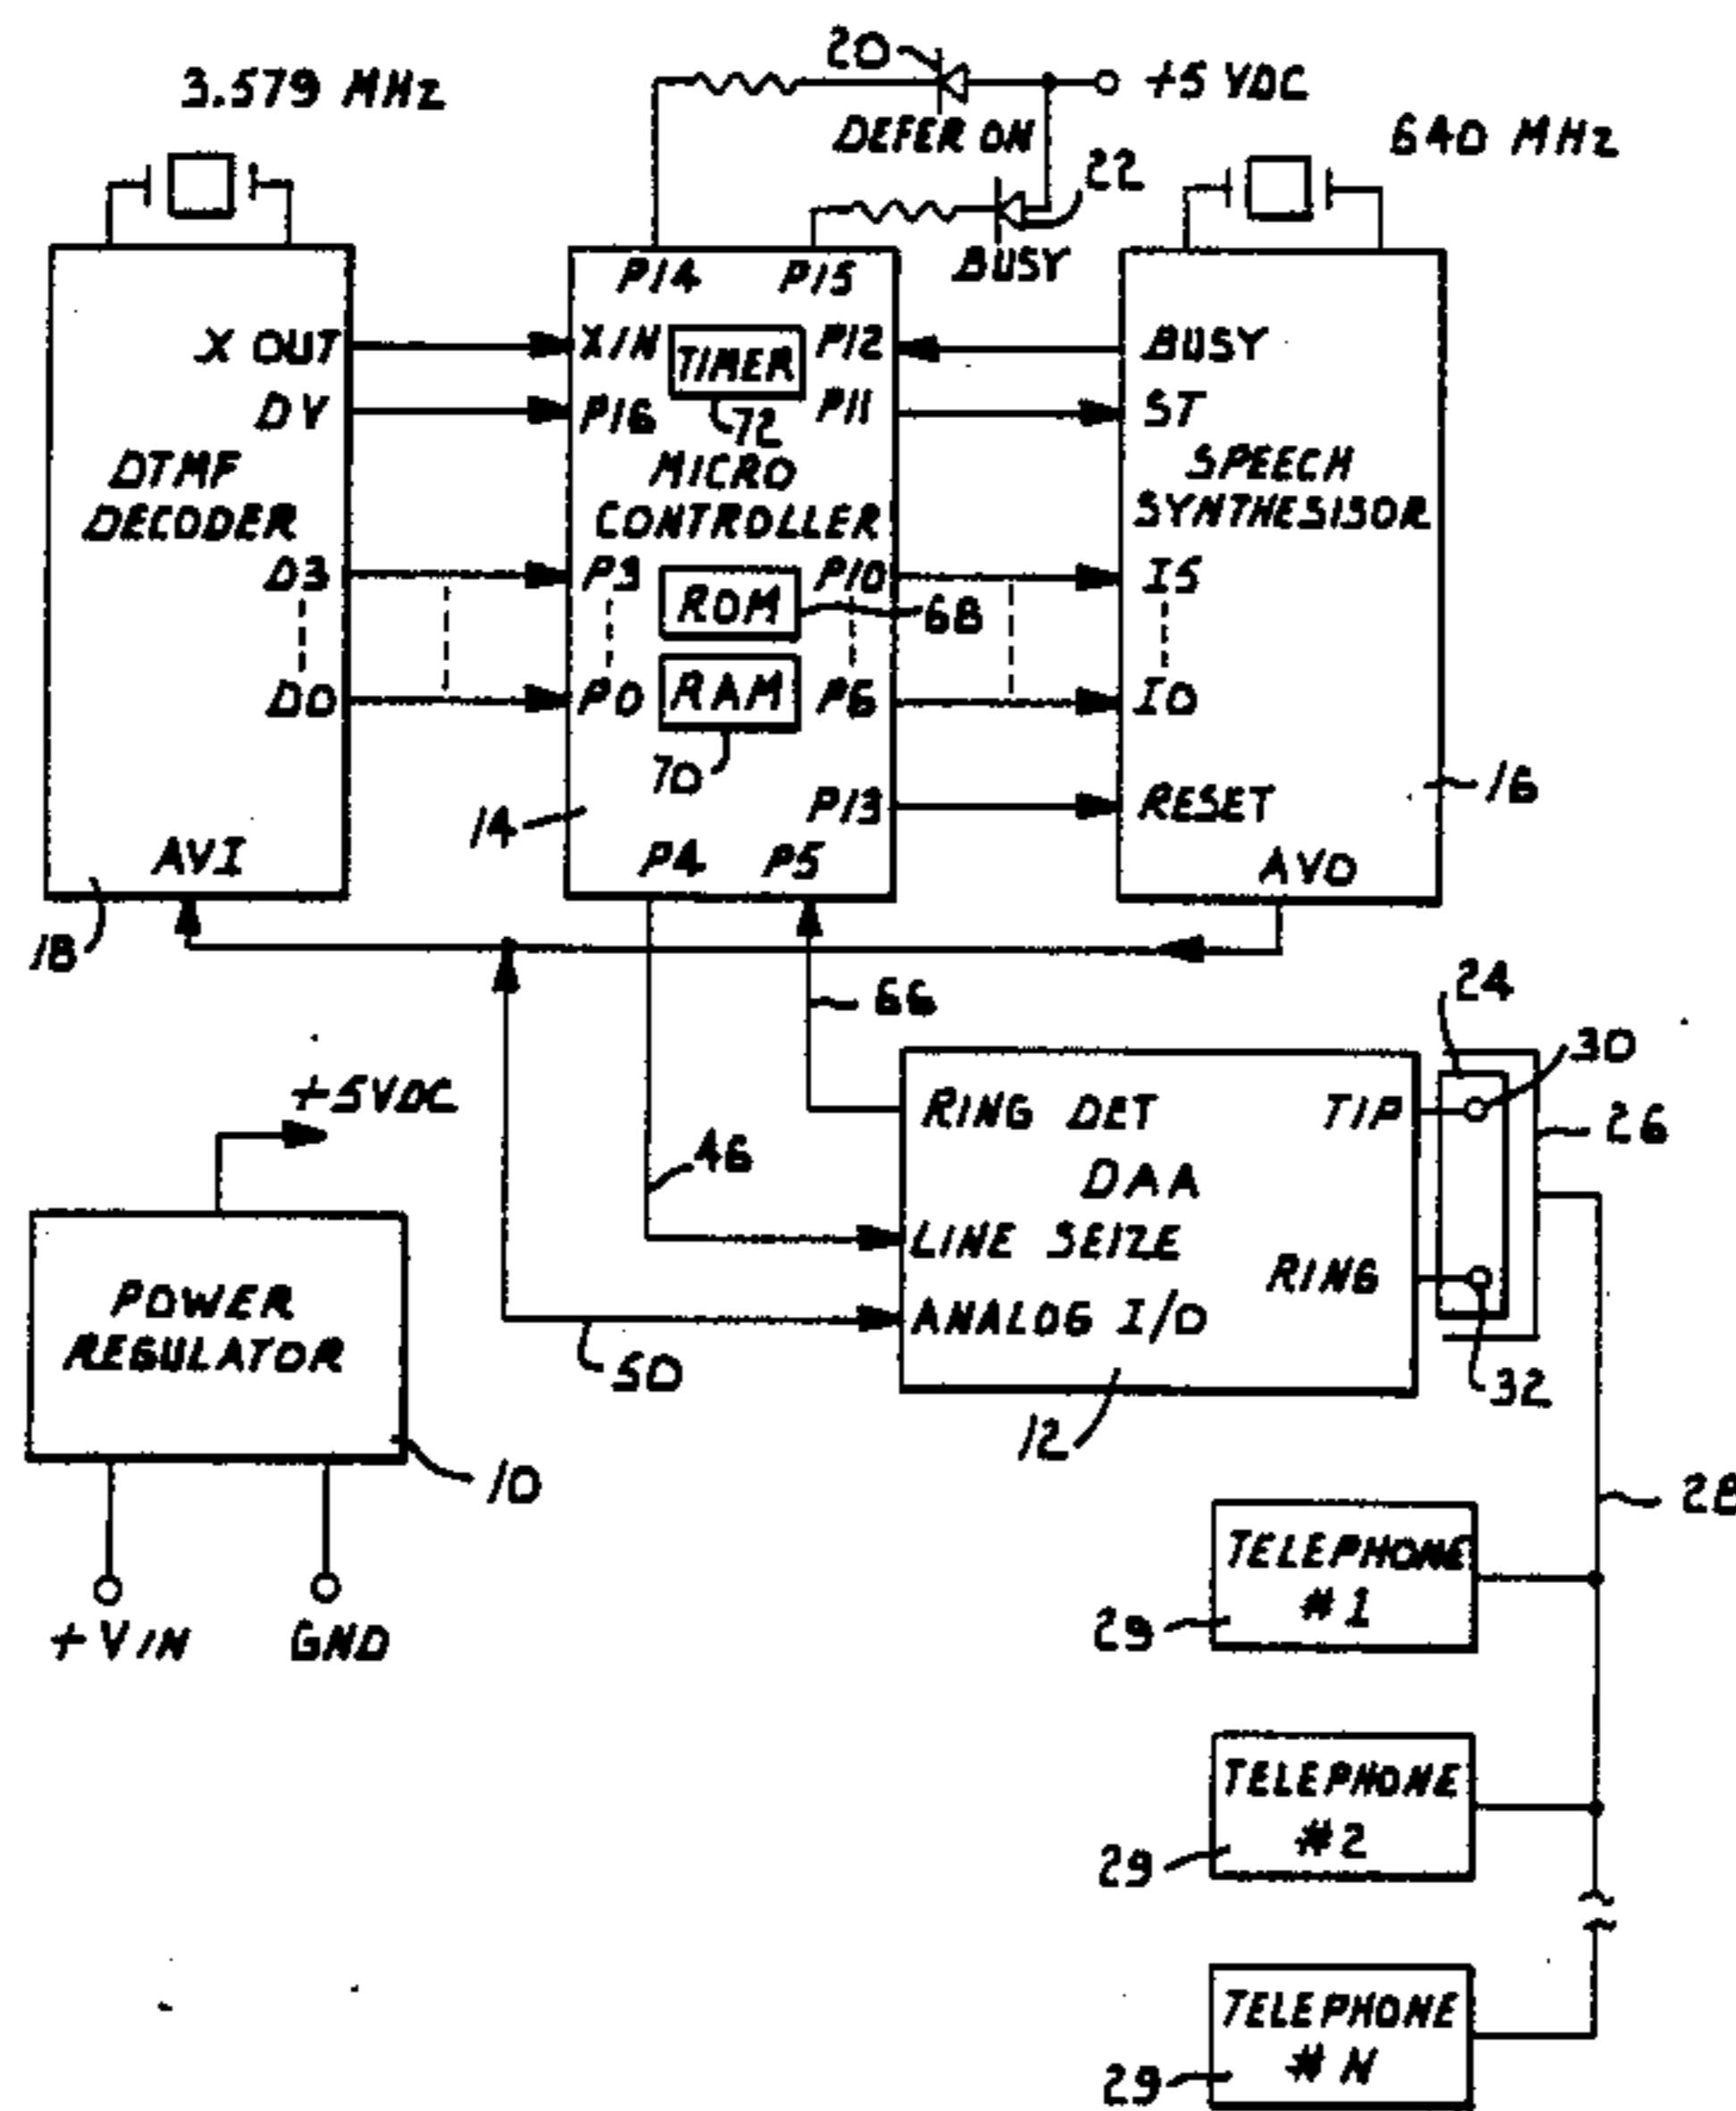 20
+5 VDC
3.579 MHz
DEFER ON
640 MHz
22
BUSY
P14 P15
X OUT
X/N
TIMER
P12
BUSY
DV
P16
72
P11
ST
DTMF
DECODER
MICRO
CONTROLLER
SPEECH
SYNTHESISOR
D3
P3
ROM
P10
68
I5
D0
P0
RAM
P6
I0
70
P13
RESET
16
14
AVI
P4 P5
AVO
18
66
24
30
+5VDC
RING DET
TIP
26
46
DAA
LINE SEIZE
POWER
REGULATOR
RING
ANALOG I/O
50
32
12
10
28
+VIN
GND
TELEPHONE
#1
29
TELEPHONE
#2
29
TELEPHONE
#N
29